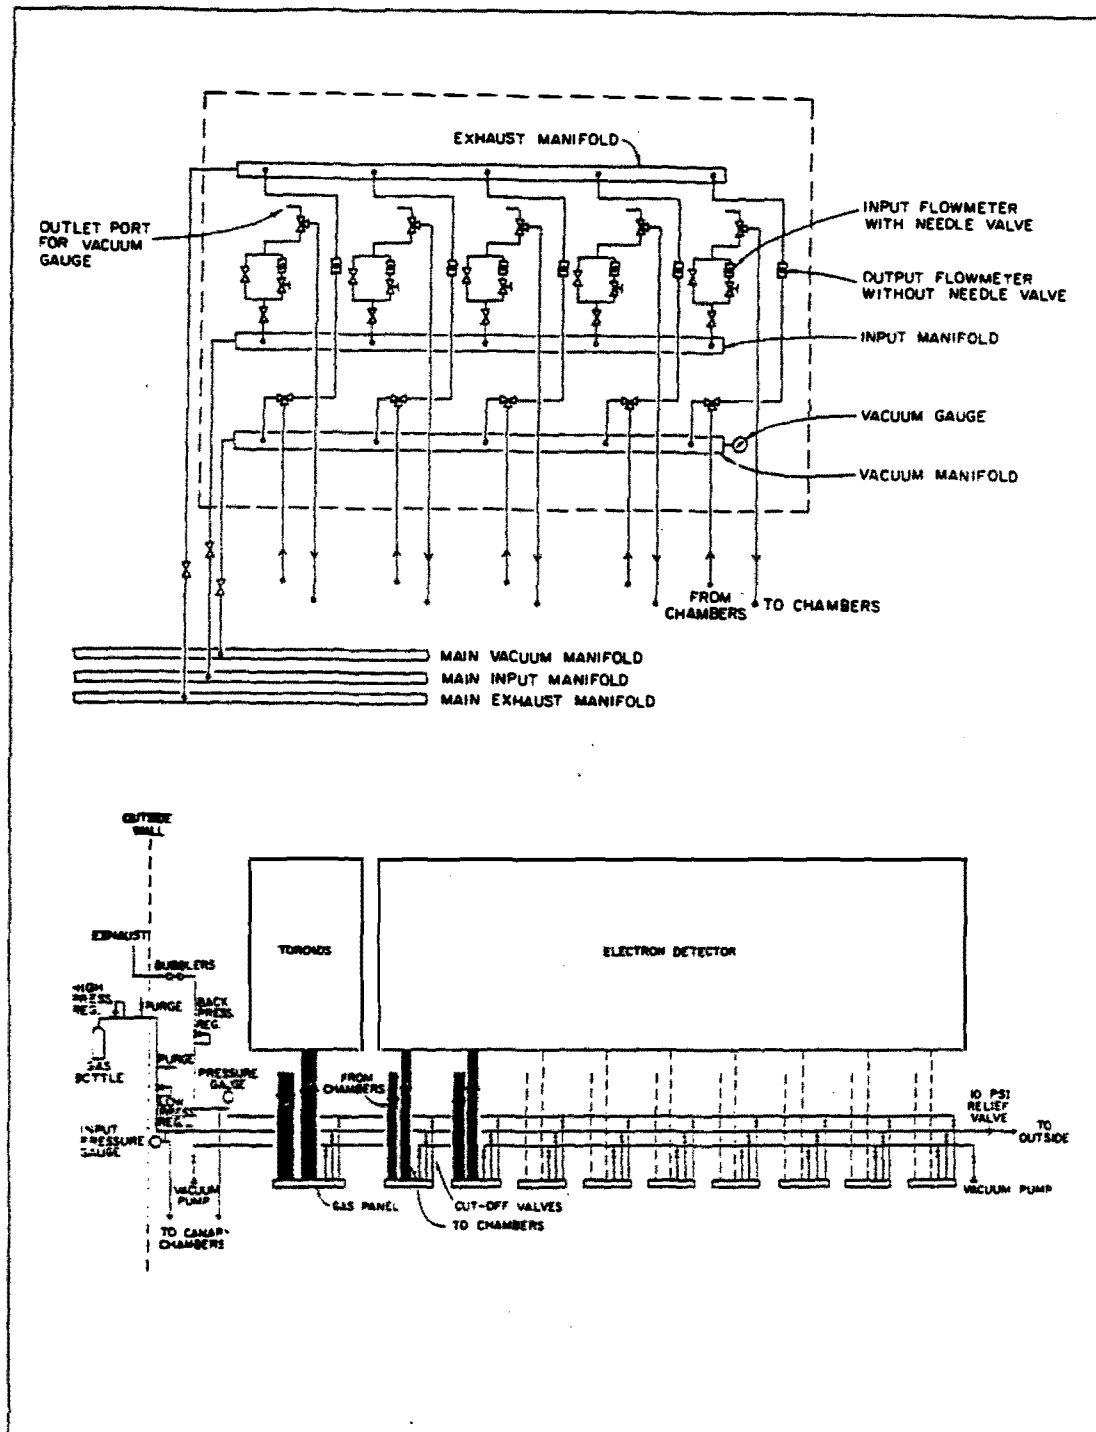 EXHAUST MANIFOLD
OUTLET PORT
FOR VACUUM
GAUGE
INPUT FLOWMETER
WITH NEEDLE VALVE
OUTPUT FLOWMETER
WITHOUT NEEDLE VALVE
INPUT MANIFOLD
VACUUM GAUGE
VACUUM MANIFOLD
FROM
CHAMBERS
TO CHAMBERS
MAIN VACUUM MANIFOLD
MAIN INPUT MANIFOLD
MAIN EXHAUST MANIFOLD
OUTSIDE
WALL
EXHAUST
BUBBLERS
TOROIDS
ELECTRON DETECTOR
HIGH
PRESS
REG.
PURGE
BACK
PRESS
REG.
GAS
BOTTLE
PURGE
PRESSURE
GAUGE
LOW
PRESS
REG.
INPUT
PRESSURE
GAUGE
FROM
CHAMBERS
10 PSI
RELIEF
VALVE
TO
OUTSIDE
VACUUM
PUMP
GAS PANEL
CUT-OFF VALVES
TO CHAMBERS
VACUUM PUMP
TO CANARY
CHAMBERS